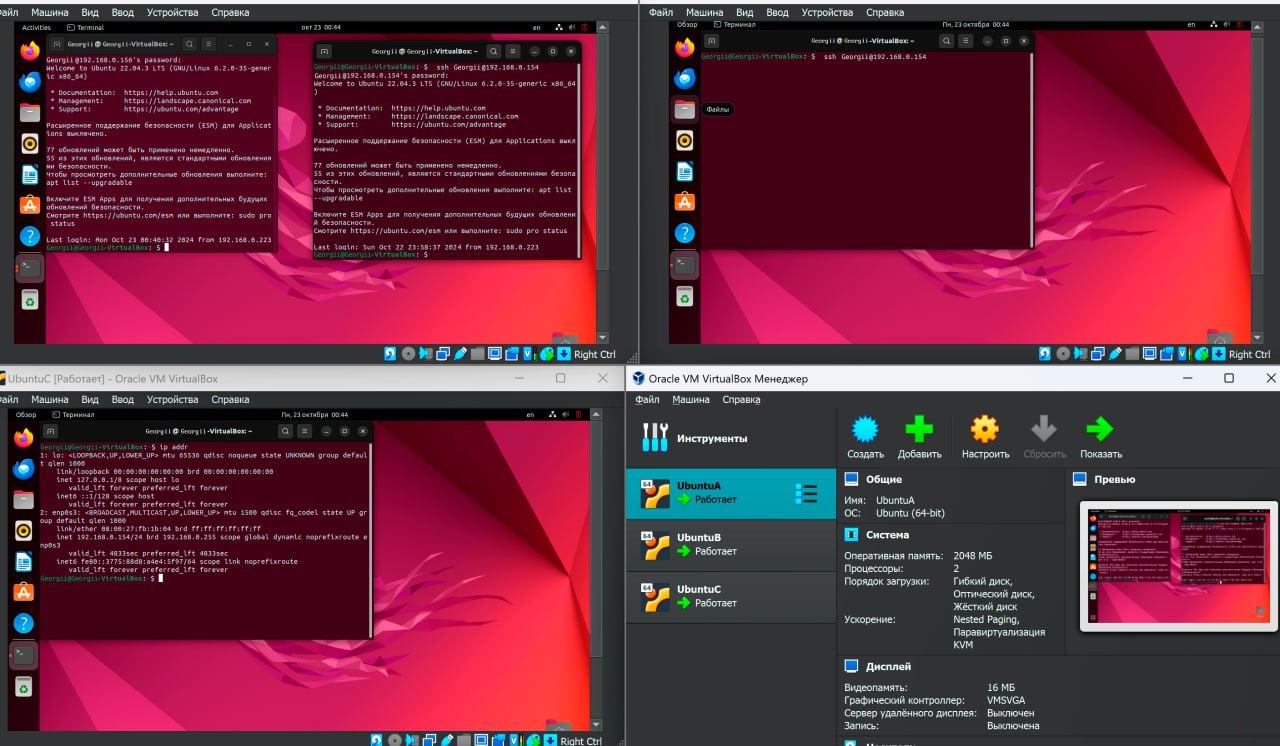 Машина Вид Ввод Устройства Справка
Activities Terminal окт 23 00:44 en
Georgii@Georgii-VirtualBox: ~
Georgii@192.168.0.156's password:
Welcome to Ubuntu 22.04.3 LTS (GNU/Linux 6.2.0-35-gener
ic x86_64)
* Documentation: https://help.ubuntu.com
* Management: https://landscape.canonical.com
* Support: https://ubuntu.com/advantage
Расширенное поддержание безопасности (ESM) для Applicat
ions выключено.
77 обновлений может быть применено немедленно.
55 из этих обновлений, являются стандартными обновления
ми безопасности.
Чтобы просмотреть дополнительные обновления выполните:
apt list --upgradable
Включите ESM Apps для получения дополнительных будущих
обновлений безопасности.
Смотрите https://ubuntu.com/esm или выполните: sudo pro
status
Last login: Mon Oct 23 00:40:32 2024 from 192.168.0.223
Georgii@Georgii-VirtualBox: $
Georgii @ Georgii-VirtualBox: ~
Georgii@Georgii-VirtualBox: $ ssh Georgii@192.168.0.154
Georgii@192.168.0.154's password:
Welcome to Ubuntu 22.04.3 LTS (GNU/Linux 6.2.0-35-generic x86_64
)
* Documentation: https://help.ubuntu.com
* Management: https://landscape.canonical.com
* Support: https://ubuntu.com/advantage
Расширенное поддержание безопасности (ESM) для Applications выкл
ючено.
77 обновлений может быть применено немедленно.
55 из этих обновлений, являются стандартными обновлениями безопа
сности.
Чтобы просмотреть дополнительные обновления выполните: apt list
--upgradable
Включите ESM Apps для получения дополнительных будущих обновлени
й безопасности.
Смотрите https://ubuntu.com/esm или выполните: sudo pro status
Last login: Sun Oct 22 23:58:37 2024 from 192.168.0.223
Georgii@Georgii-VirtualBox: $
Right Ctrl
Файл Машина Вид Ввод Устройства Справка
Обзор Терминал Пн, 23 октября 00:44 en
Georgii @ Georgii-VirtualBox: ~
Georgii@Georgii-VirtualBox: $ ssh Georgii@192.168.0.154
Файлы
Right Ctrl
UbuntuC [Работает] - Oracle VM VirtualBox
Машина Вид Ввод Устройства Справка
Обзор Терминал Пн, 23 октября 00:44 en
Georgii @ Georgii-VirtualBox: ~
Georgii@Georgii-VirtualBox: $ ip addr
1: lo: <LOOPBACK,UP,LOWER_UP> mtu 65536 qdisc noqueue state UNKNOWN group defaul
t qlen 1000
link/loopback 00:00:00:00:00:00 brd 00:00:00:00:00:00
inet 127.0.0.1/8 scope host lo
valid_lft forever preferred_lft forever
inet6 ::1/128 scope host
valid_lft forever preferred_lft forever
2: enp0s3: <BROADCAST,MULTICAST,UP,LOWER_UP> mtu 1500 qdisc fq_codel state UP gr
oup default qlen 1000
link/ether 08:00:27:fb:1b:04 brd ff:ff:ff:ff:ff:ff
inet 192.168.0.154/24 brd 192.168.0.255 scope global dynamic noprefixroute e
np0s3
valid_lft 4833sec preferred_lft 4833sec
inet6 fe80::3775:88d8:a4e4:5f97/64 scope link noprefixroute
valid_lft forever preferred_lft forever
Georgii@Georgii-VirtualBox: $
Right Ctrl
Oracle VM VirtualBox Менеджер
Файл Машина Справка
Инструменты
Создать Добавить Настроить Сбросить Показать
UbuntuA
Работает
UbuntuB
Работает
UbuntuC
Работает
Общие
Имя: UbuntuA
ОС: Ubuntu (64-bit)
Система
Оперативная память: 2048 МБ
Процессоры: 2
Порядок загрузки: Гибкий диск,
Оптический диск,
Жёсткий диск
Ускорение: Nested Paging,
Паравиртуализация
KVM
Дисплей
Видеопамять: 16 МБ
Графический контроллер: VMSVGA
Сервер удалённого дисплея: Выключен
Запись: Выключена
Превью